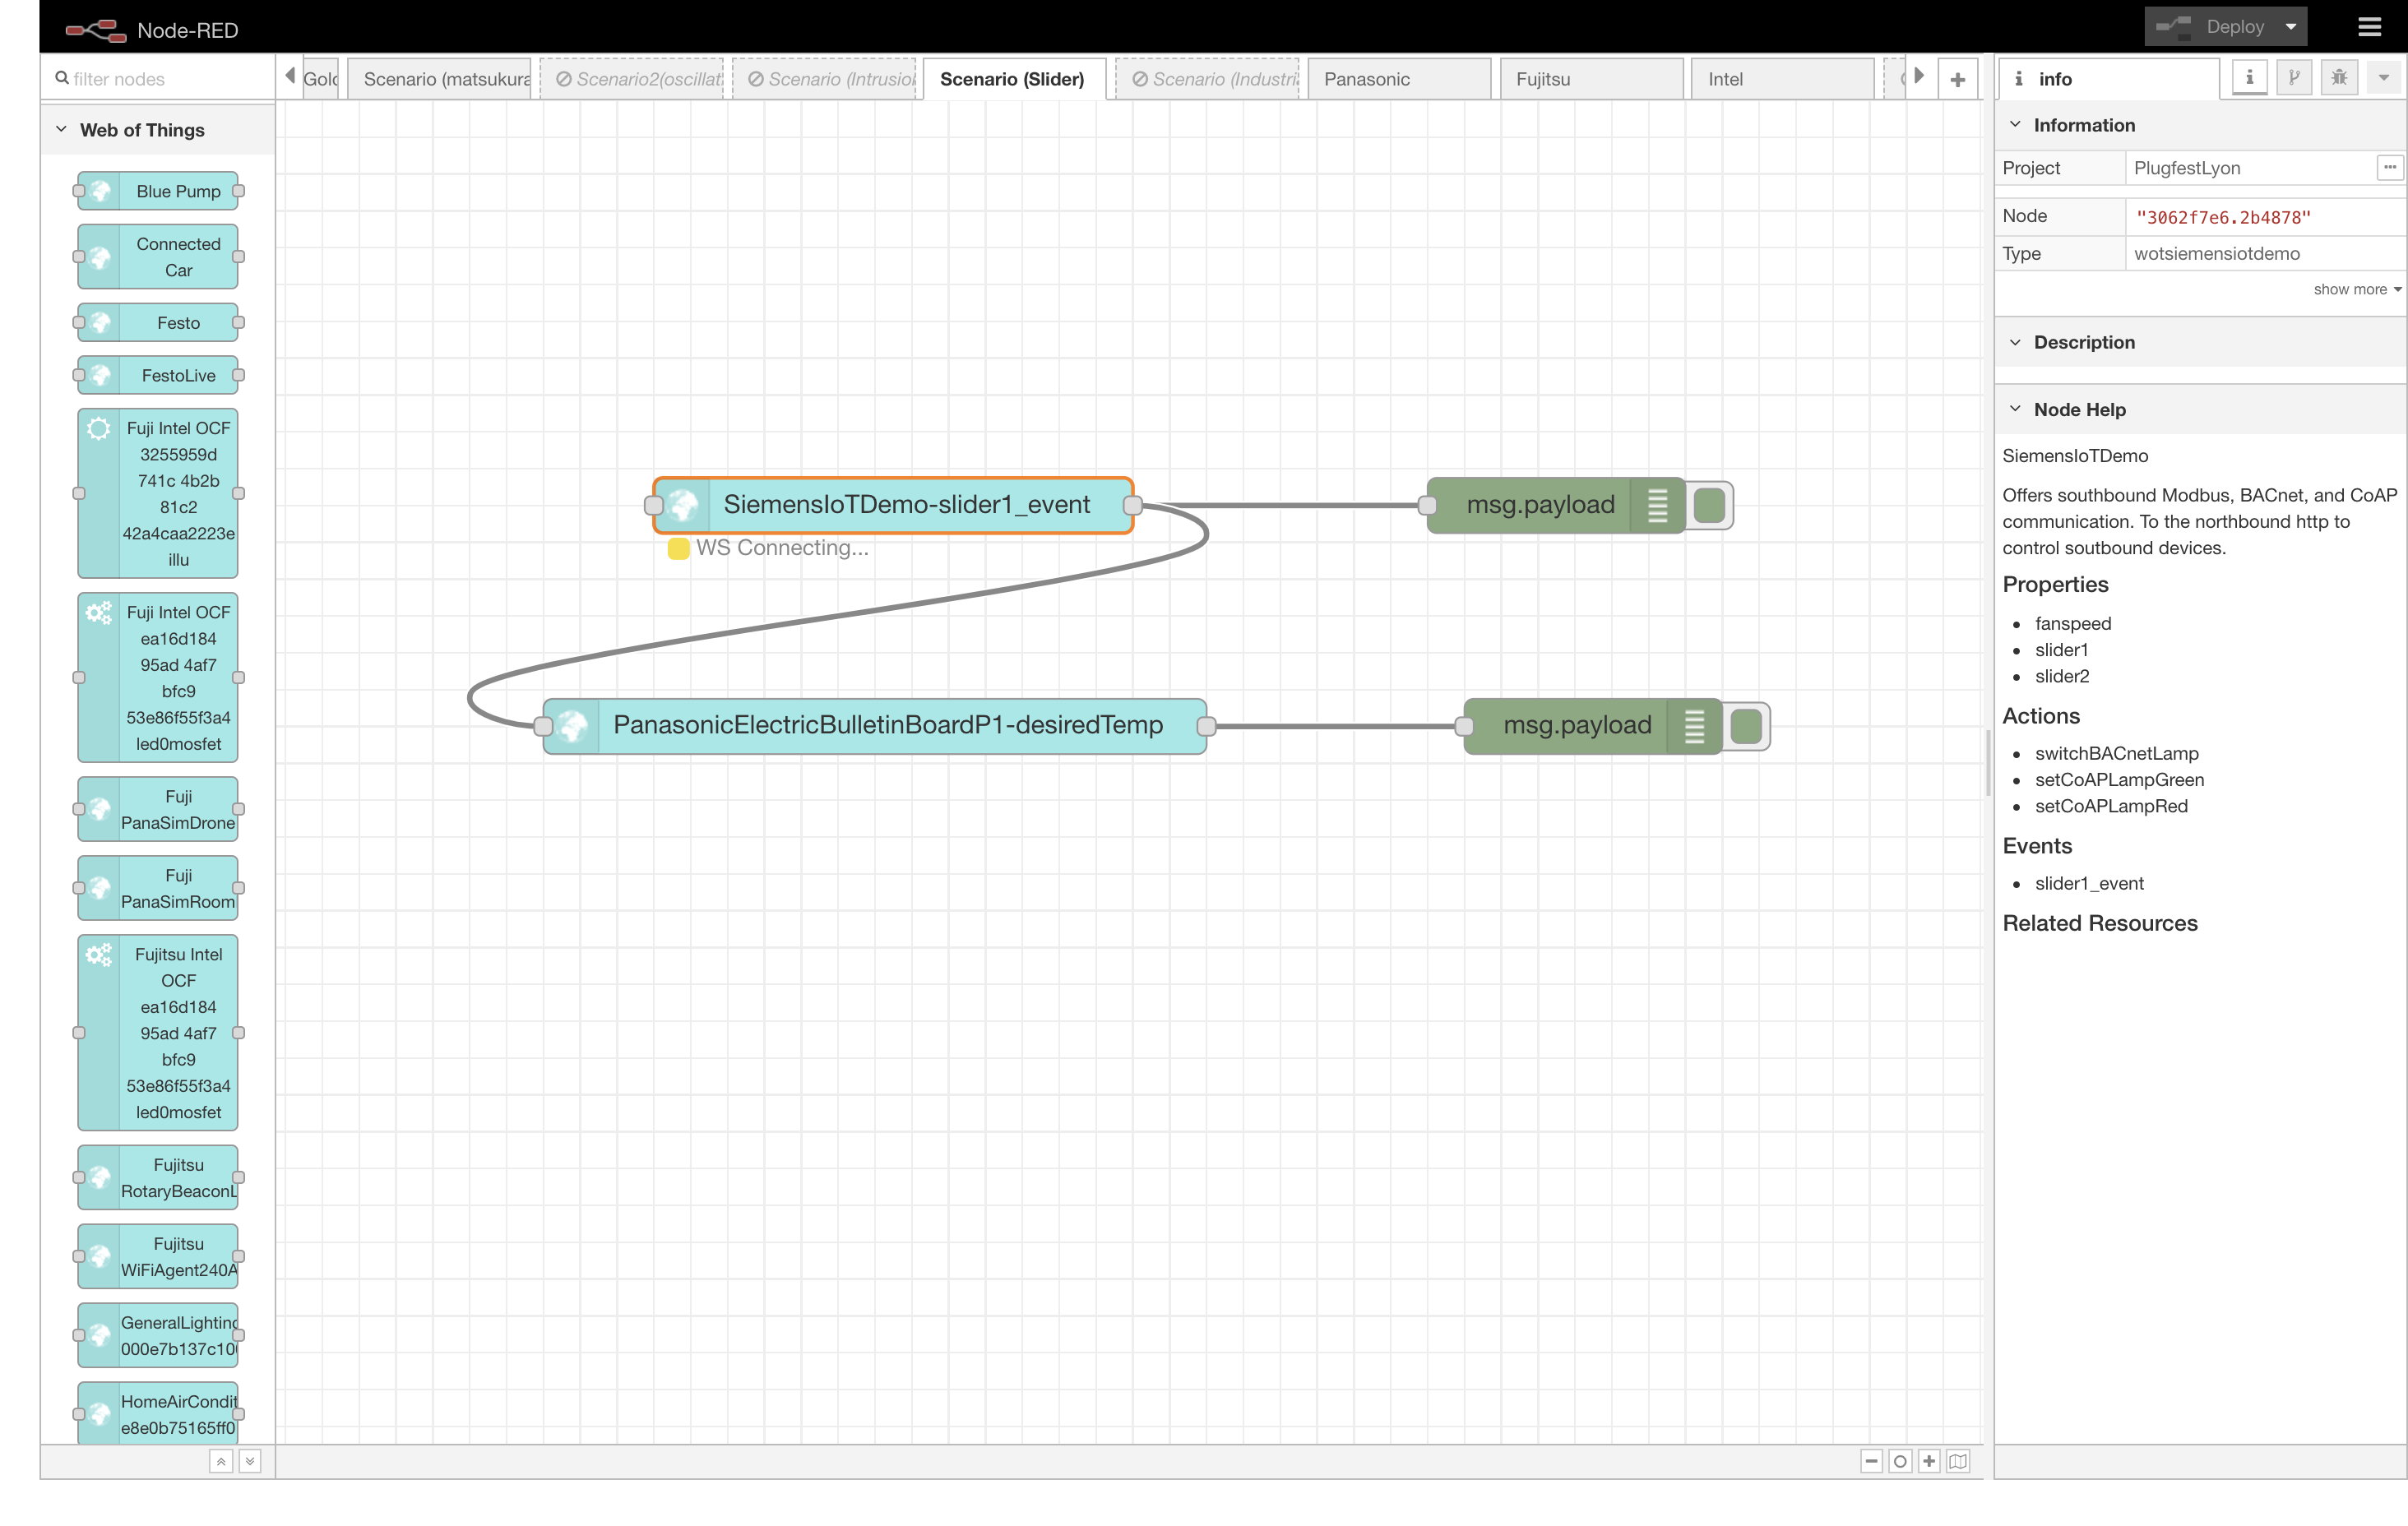 Node-RED
Deploy
filter nodes
Scenario (matsukura
Scenario2(oscillat
Scenario (Intrusion
Scenario (Slider)
Scenario (Industri
Panasonic
Fujitsu
Intel
info
Web of Things
Blue Pump
Connected
Car
Festo
FestoLive
Fuji Intel OCF
3255959d
741c 4b2b
81c2
42a4caa2223e
illu
Fuji Intel OCF
ea16d184
95ad 4af7
bfc9
53e86f55f3a4
led0mosfet
Fuji
PanaSimDrone
Fuji
PanaSimRoom
Fujitsu Intel
OCF
ea16d184
95ad 4af7
bfc9
53e86f55f3a4
led0mosfet
Fujitsu
RotaryBeaconL
Fujitsu
WiFiAgent240A
GeneralLighting
000e7b137c10
HomeAirCondit
e8e0b75165ff0
SiemensIoTDemo-slider1_event
msg.payload
WS Connecting...
PanasonicElectricBulletinBoardP1-desiredTemp
msg.payload
Information
Project PlugfestLyon
Node "3062f7e6.2b4878"
Type wotsiemensiotdemo
show more
Description
Node Help
SiemensIoTDemo
Offers southbound Modbus, BACnet, and CoAP
communication. To the northbound http to
control soutbound devices.
Properties
fanspeed
slider1
slider2
Actions
switchBACnetLamp
setCoAPLampGreen
setCoAPLampRed
Events
slider1_event
Related Resources